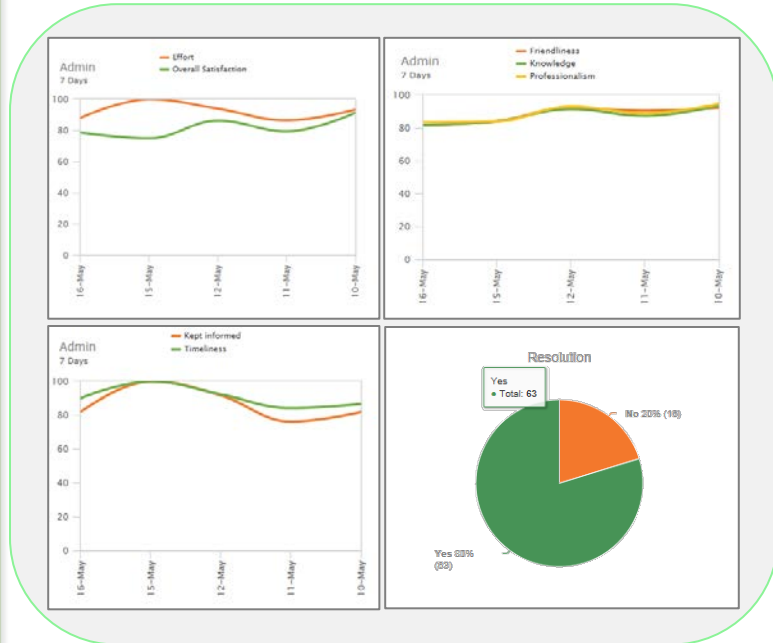 Admin
7 Days
Effort
Overall Satisfaction
100
80
60
40
20
0
16-May
15-May
12-May
11-May
10-May
Admin
7 Days
Friendliness
Knowledge
Professionalism
100
80
60
40
20
0
16-May
15-May
12-May
11-May
10-May
Admin
7 Days
Kept informed
Timeliness
100
80
60
40
20
0
16-May
15-May
12-May
11-May
10-May
Resolution
Yes
Total: 63
No 20% (16)
Yes 80%
(63)